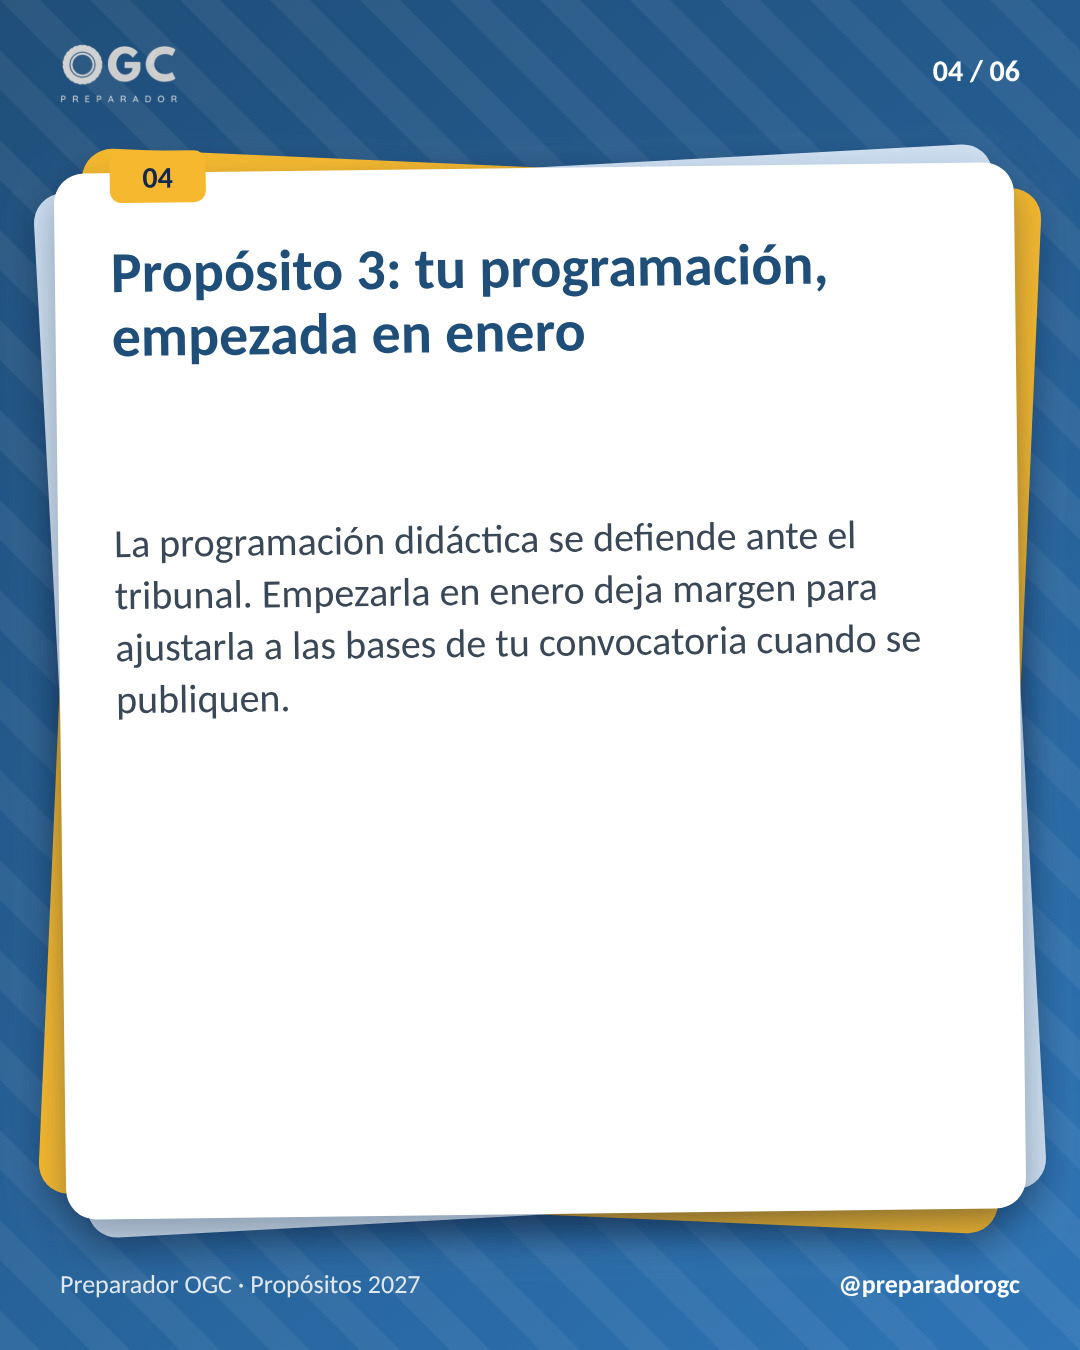 OGC
PREPARADOR
04 / 06
04
Propósito 3: tu programación,
empezada en enero
La programación didáctica se defiende ante el
tribunal. Empezarla en enero deja margen para
ajustarla a las bases de tu convocatoria cuando se
publiquen.
Preparador OGC · Propósitos 2027
@preparadorogc